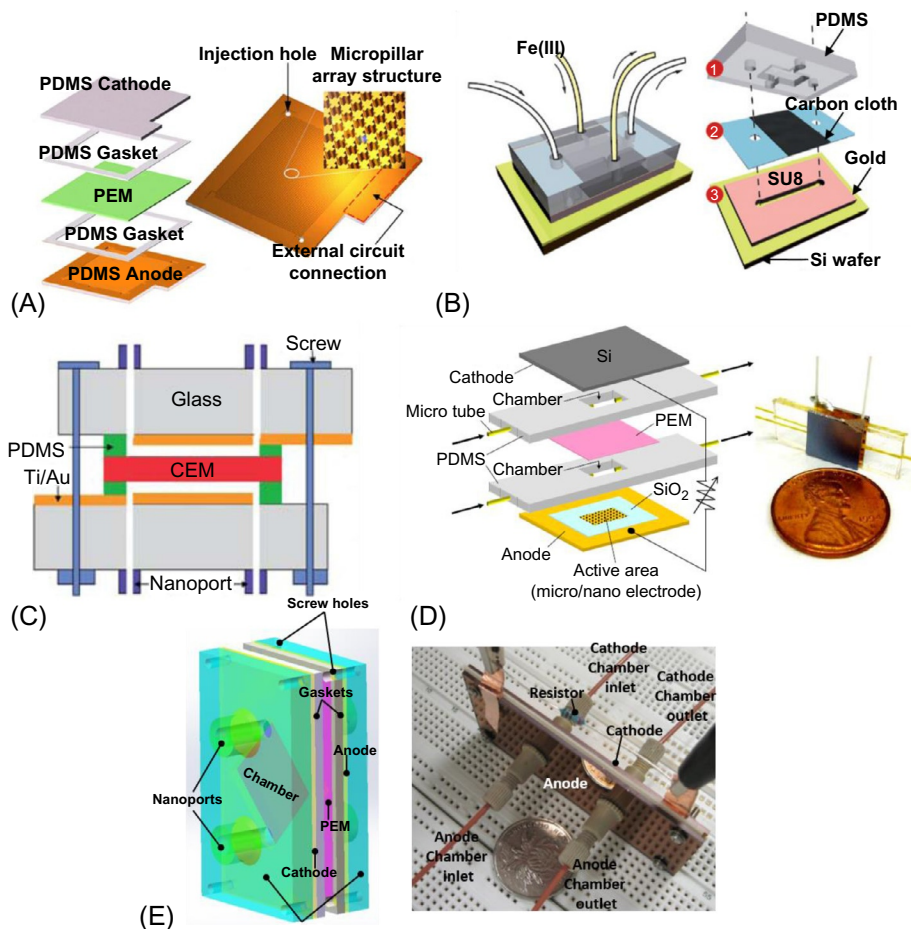 PDMS Cathode
PDMS Gasket
PEM
PDMS Gasket
PDMS Anode
Injection hole
Micropillar
array structure
External circuit
connection
(A)
Fe(III)
PDMS
1
Carbon cloth
2
Gold
SU8
3
Si wafer
(B)
Screw
Glass
PDMS
CEM
Ti/Au
Nanoport
(C)
Si
Cathode
Chamber
Micro tube
PEM
PDMS
Chamber
SiO2
Anode
Active area
(micro/nano electrode)
(D)
Screw holes
Gaskets
Anode
Chamber
Nanoports
PEM
Cathode
(E)
Cathode
Chamber
inlet
Cathode
Chamber
outlet
Resistor
Cathode
Anode
Anode
Chamber
inlet
Anode
Chamber
outlet